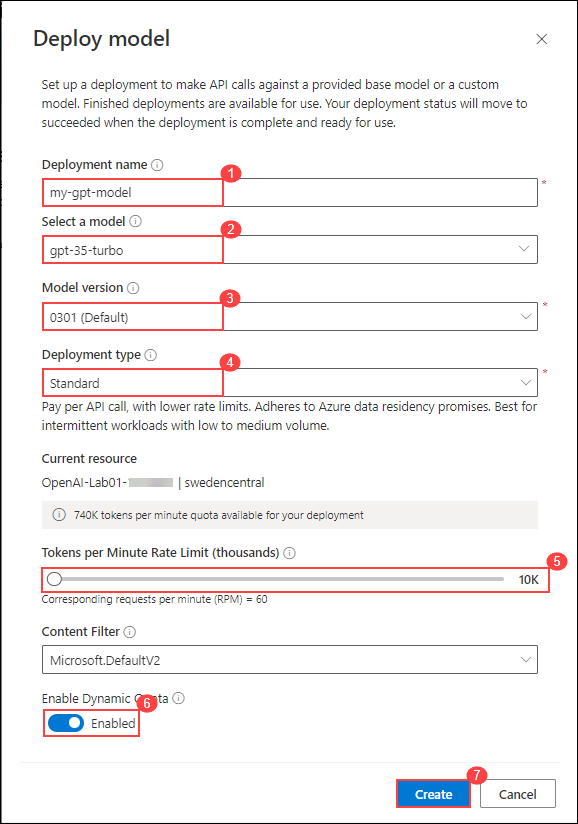 Deploy model
Set up a deployment to make API calls against a provided base model or a custom
model. Finished deployments are available for use. Your deployment status will move to
succeeded when the deployment is complete and ready for use.
Deployment name
1
my-gpt-model
*
Select a model
2
gpt-35-turbo
Model version
3
0301 (Default)
*
Deployment type
4
Standard
*
Pay per API call, with lower rate limits. Adheres to Azure data residency promises. Best for
intermittent workloads with low to medium volume.
Current resource
OpenAI-Lab01- | swedencentral
740K tokens per minute quota available for your deployment
Tokens per Minute Rate Limit (thousands)
5
10K
Corresponding requests per minute (RPM) = 60
Content Filter
Microsoft.DefaultV2
Enable Dynamic Quota
6
Enabled
7
Create Cancel